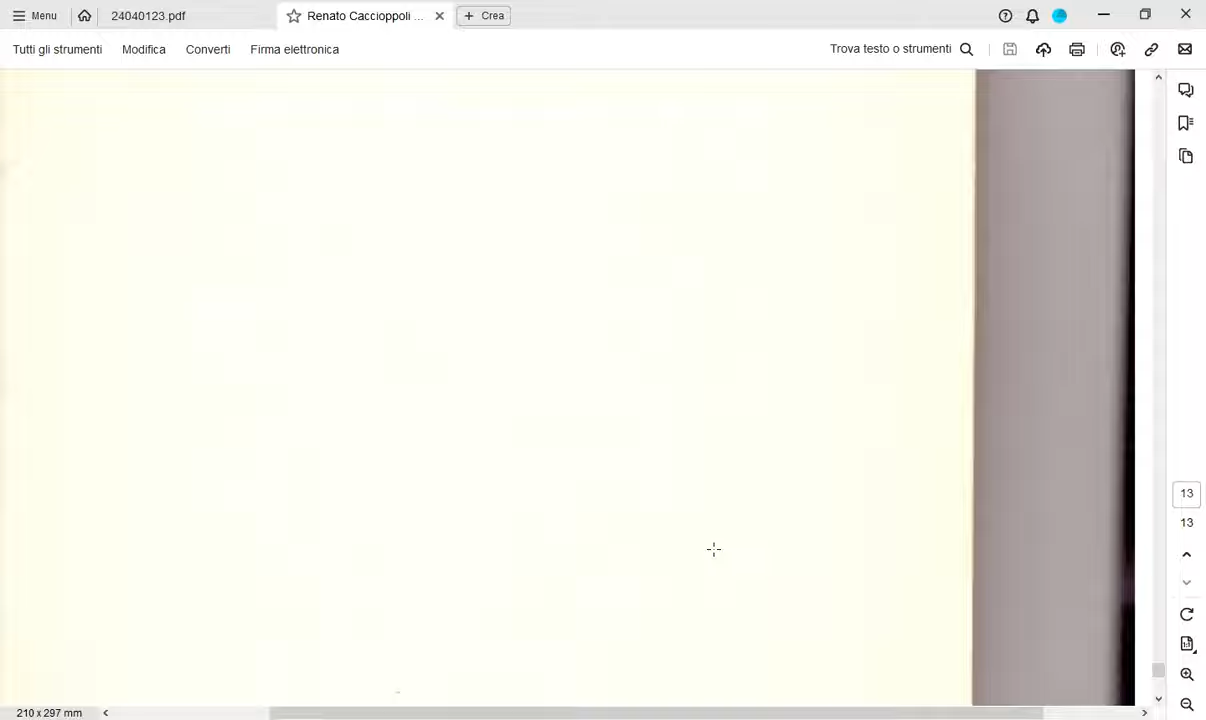 Menu
24040123.pdf
Renato Caccioppoli ...
Crea
Tutti gli strumenti
Modifica
Converti
Firma elettronica
Trova testo o strumenti
13
13
210 x 297 mm